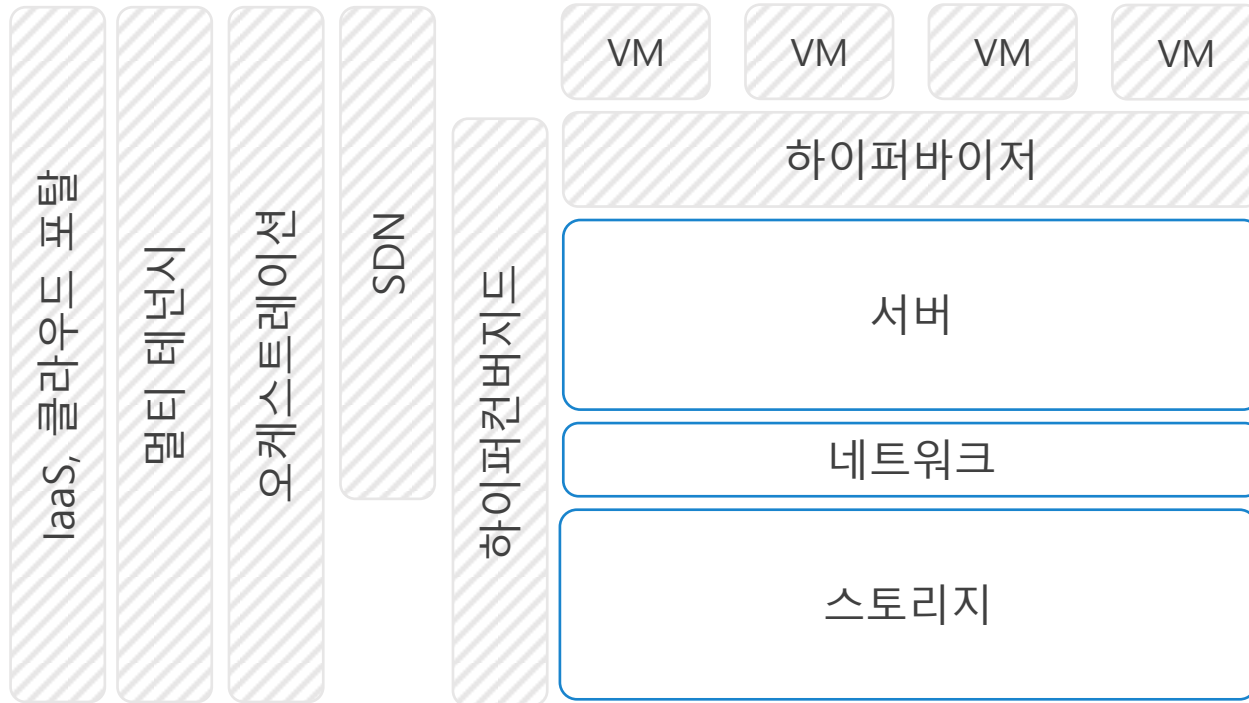 IaaS, 클라우드 포탈
멀티 테넌시
오케스트레이션
SDN
하이퍼컨버지드
VM
VM
VM
VM
하이퍼바이저
서버
네트워크
스토리지